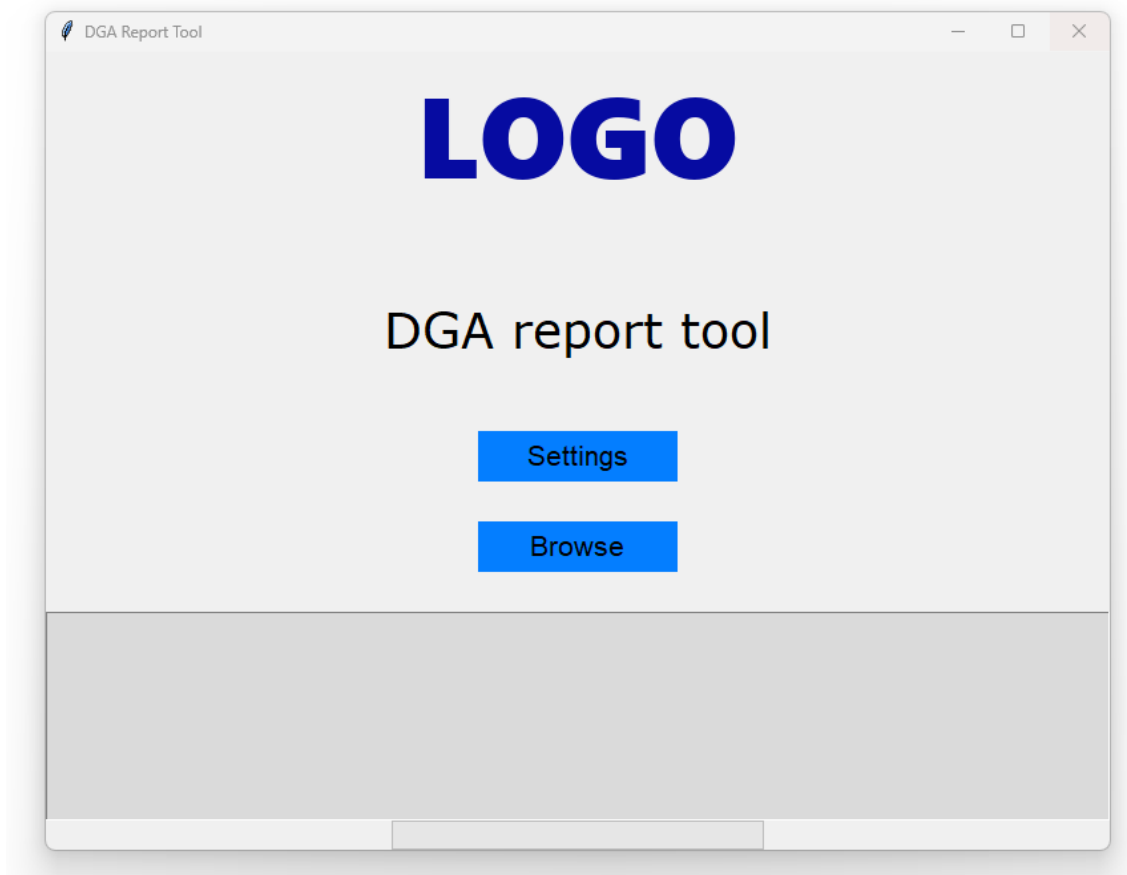 DGA Report Tool
LOGO
DGA report tool
Settings
Browse